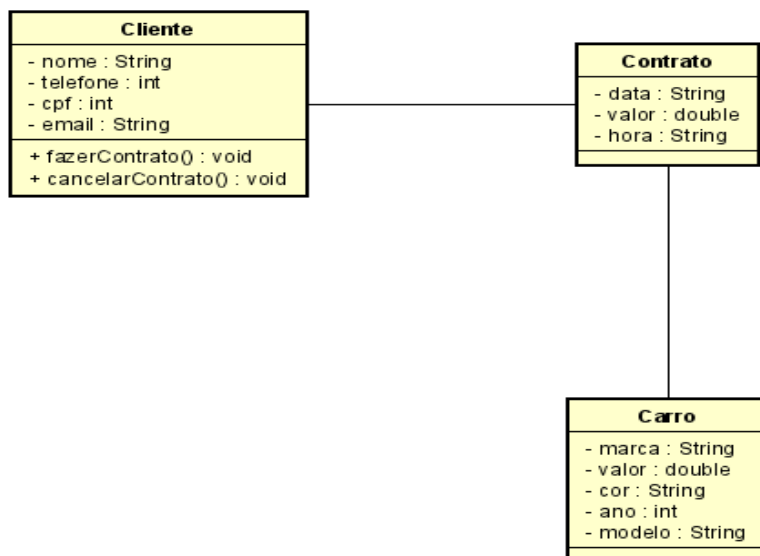 Cliente
- nome : String
- telefone : int
- cpf : int
- email : String
+ fazerContrato() : void
+ cancelarContrato() : void
Contrato
- data : String
- valor : double
- hora : String
Carro
- marca : String
- valor : double
- cor : String
- ano : int
- modelo : String